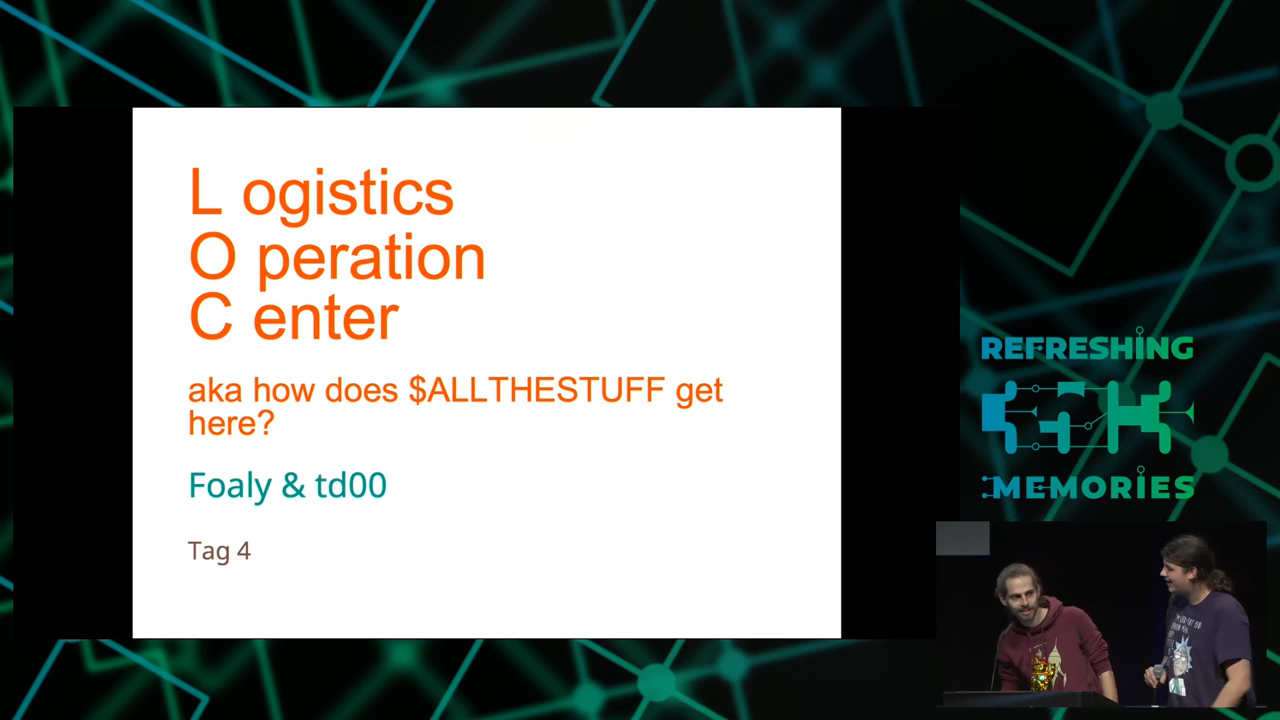 L ogistics
O peration
C enter
aka how does $ALLTHESTUFF get
here?
Foaly & td00
Tag 4
REFRESHING
MEMORIES